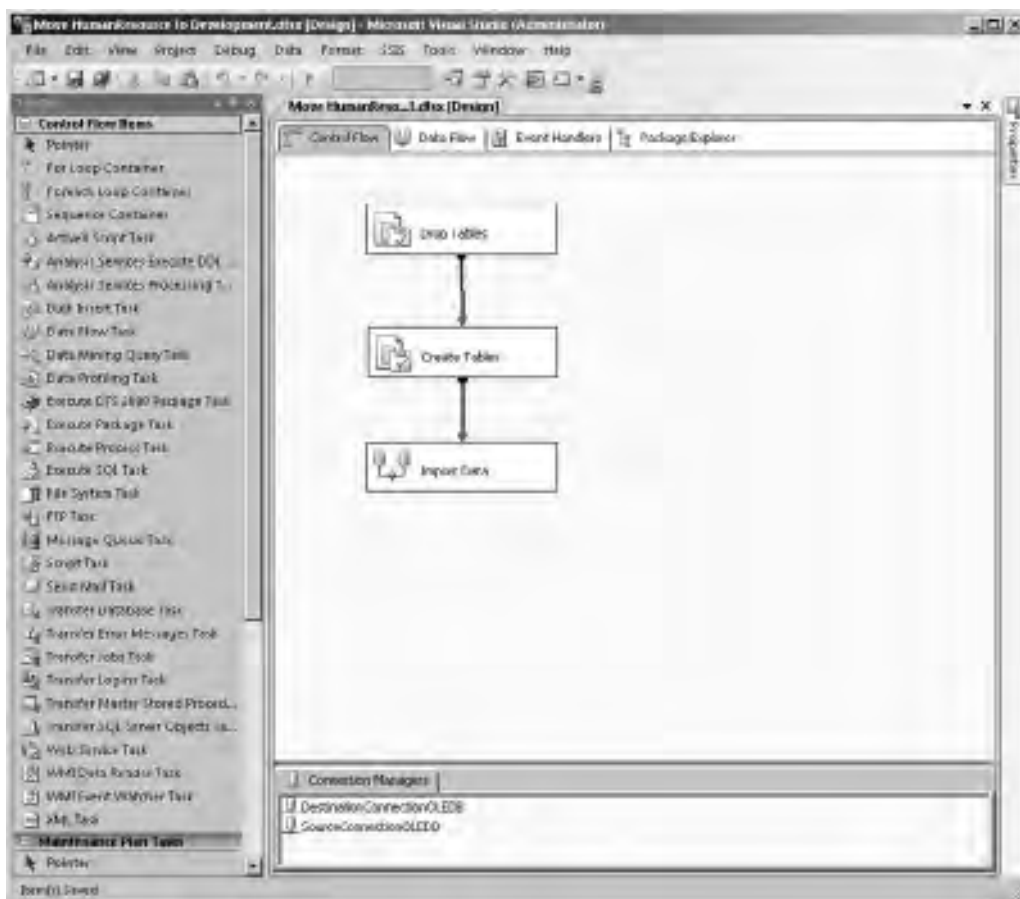 Move HumanResource to Development.dtsx [Design] - Microsoft Visual Studio (Administrator)
File Edit View Project Debug Data Format SSIS Tools Window Help
Move HumanReso...1.dtsx [Design]
Properties
Control Flow Data Flow Event Handlers Package Explorer
Control Flow Items
Pointer
For Loop Container
Foreach Loop Container
Sequence Container
ActiveX Script Task
Analysis Services Execute DDL ...
Analysis Services Processing T...
Bulk Insert Task
Data Flow Task
Data Mining Query Task
Data Profiling Task
Execute DTS 2000 Package Task
Execute Package Task
Execute Process Task
Execute SQL Task
File System Task
FTP Task
Message Queue Task
Script Task
Send Mail Task
Transfer Database Task
Transfer Error Messages Task
Transfer Jobs Task
Transfer Logins Task
Transfer Master Stored Proced...
Transfer SQL Server Objects Ta...
Web Service Task
WMI Data Reader Task
WMI Event Watcher Task
XML Task
Maintenance Plan Tasks
Pointer
Drop Tables
Create Tables
Import Data
Connection Managers
DestinationConnectionOLEDB
SourceConnectionOLEDB
Item(s) Saved